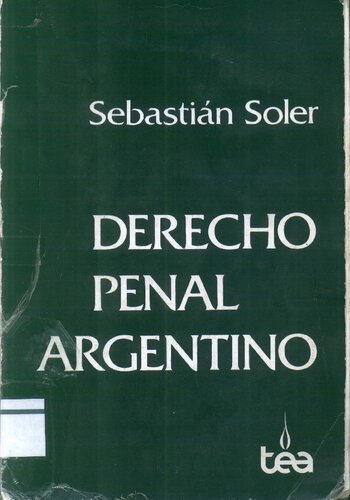 Sebastián Soler
DERECHO
PENAL
ARGENTINO
tea